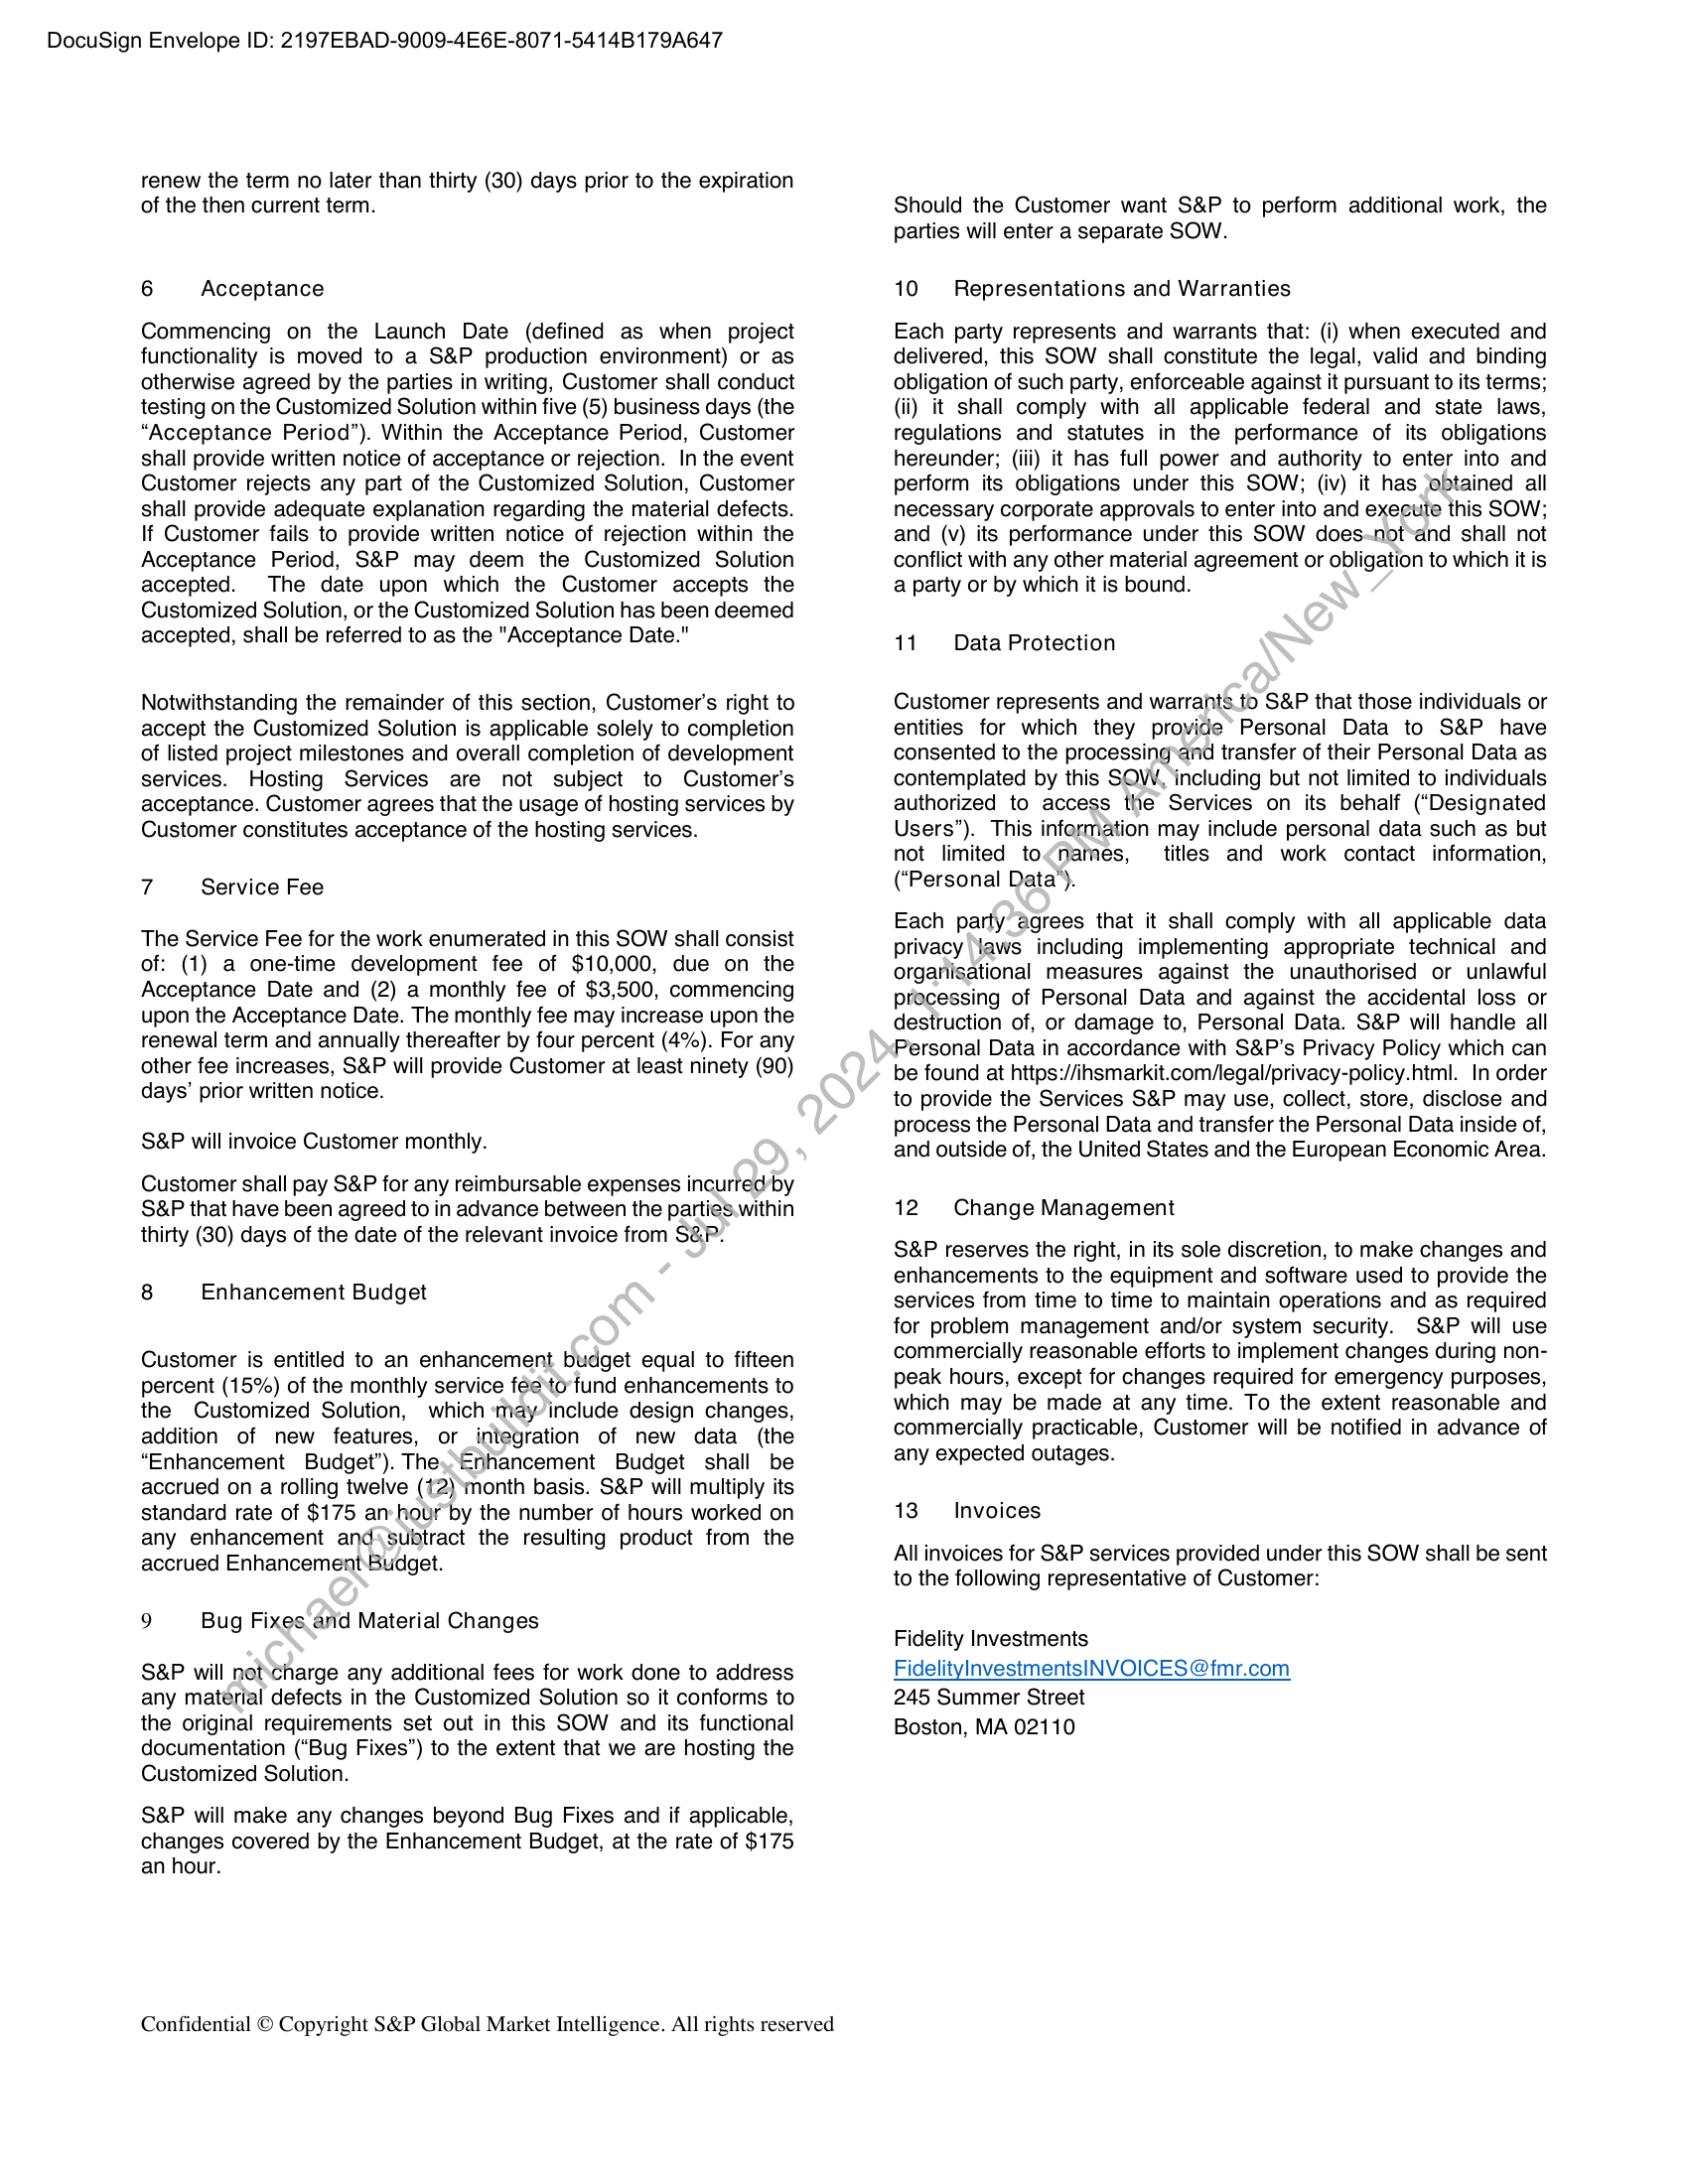 DocuSign Envelope ID: 2197EBAD-9009-4E6E-8071-5414B179A647
renew the term no later than thirty (30) days prior to the expiration
of the then current term.
6 Acceptance
Commencing on the Launch Date (defined as when project
functionality is moved to a S&P production environment) or as
otherwise agreed by the parties in writing, Customer shall conduct
testing on the Customized Solution within five (5) business days (the
“Acceptance Period”). Within the Acceptance Period, Customer
shall provide written notice of acceptance or rejection. In the event
Customer rejects any part of the Customized Solution, Customer
shall provide adequate explanation regarding the material defects.
If Customer fails to provide written notice of rejection within the
Acceptance Period, S&P may deem the Customized Solution
accepted. The date upon which the Customer accepts the
Customized Solution, or the Customized Solution has been deemed
accepted, shall be referred to as the "Acceptance Date."
Notwithstanding the remainder of this section, Customer’s right to
accept the Customized Solution is applicable solely to completion
of listed project milestones and overall completion of development
services. Hosting Services are not subject to Customer’s
acceptance. Customer agrees that the usage of hosting services by
Customer constitutes acceptance of the hosting services.
7 Service Fee
The Service Fee for the work enumerated in this SOW shall consist
of: (1) a one-time development fee of $10,000, due on the
Acceptance Date and (2) a monthly fee of $3,500, commencing
upon the Acceptance Date. The monthly fee may increase upon the
renewal term and annually thereafter by four percent (4%). For any
other fee increases, S&P will provide Customer at least ninety (90)
days’ prior written notice.
S&P will invoice Customer monthly.
Customer shall pay S&P for any reimbursable expenses incurred by
S&P that have been agreed to in advance between the parties within
thirty (30) days of the date of the relevant invoice from S&P.
8 Enhancement Budget
Customer is entitled to an enhancement budget equal to fifteen
percent (15%) of the monthly service fee to fund enhancements to
the Customized Solution, which may include design changes,
addition of new features, or integration of new data (the
“Enhancement Budget”). The Enhancement Budget shall be
accrued on a rolling twelve (12) month basis. S&P will multiply its
standard rate of $175 an hour by the number of hours worked on
any enhancement and subtract the resulting product from the
accrued Enhancement Budget.
9 Bug Fixes and Material Changes
S&P will not charge any additional fees for work done to address
any material defects in the Customized Solution so it conforms to
the original requirements set out in this SOW and its functional
documentation (“Bug Fixes”) to the extent that we are hosting the
Customized Solution.
S&P will make any changes beyond Bug Fixes and if applicable,
changes covered by the Enhancement Budget, at the rate of $175
an hour.
Should the Customer want S&P to perform additional work, the
parties will enter a separate SOW.
10 Representations and Warranties
Each party represents and warrants that: (i) when executed and
delivered, this SOW shall constitute the legal, valid and binding
obligation of such party, enforceable against it pursuant to its terms;
(ii) it shall comply with all applicable federal and state laws,
regulations and statutes in the performance of its obligations
hereunder; (iii) it has full power and authority to enter into and
perform its obligations under this SOW; (iv) it has obtained all
necessary corporate approvals to enter into and execute this SOW;
and (v) its performance under this SOW does not and shall not
conflict with any other material agreement or obligation to which it is
a party or by which it is bound.
11 Data Protection
Customer represents and warrants to S&P that those individuals or
entities for which they provide Personal Data to S&P have
consented to the processing and transfer of their Personal Data as
contemplated by this SOW, including but not limited to individuals
authorized to access the Services on its behalf (“Designated
Users”). This information may include personal data such as but
not limited to names, titles and work contact information,
(“Personal Data”).
Each party agrees that it shall comply with all applicable data
privacy laws including implementing appropriate technical and
organisational measures against the unauthorised or unlawful
processing of Personal Data and against the accidental loss or
destruction of, or damage to, Personal Data. S&P will handle all
Personal Data in accordance with S&P’s Privacy Policy which can
be found at https://ihsmarkit.com/legal/privacy-policy.html. In order
to provide the Services S&P may use, collect, store, disclose and
process the Personal Data and transfer the Personal Data inside of,
and outside of, the United States and the European Economic Area.
12 Change Management
S&P reserves the right, in its sole discretion, to make changes and
enhancements to the equipment and software used to provide the
services from time to time to maintain operations and as required
for problem management and/or system security. S&P will use
commercially reasonable efforts to implement changes during non-
peak hours, except for changes required for emergency purposes,
which may be made at any time. To the extent reasonable and
commercially practicable, Customer will be notified in advance of
any expected outages.
13 Invoices
All invoices for S&P services provided under this SOW shall be sent
to the following representative of Customer:
Fidelity Investments
FidelityInvestmentsINVOICES@fmr.com
245 Summer Street
Boston, MA 02110
michael@justbuildit.com - Jul 29, 2024, 1:14:36 PM America/New_York
Confidential © Copyright S&P Global Market Intelligence. All rights reserved